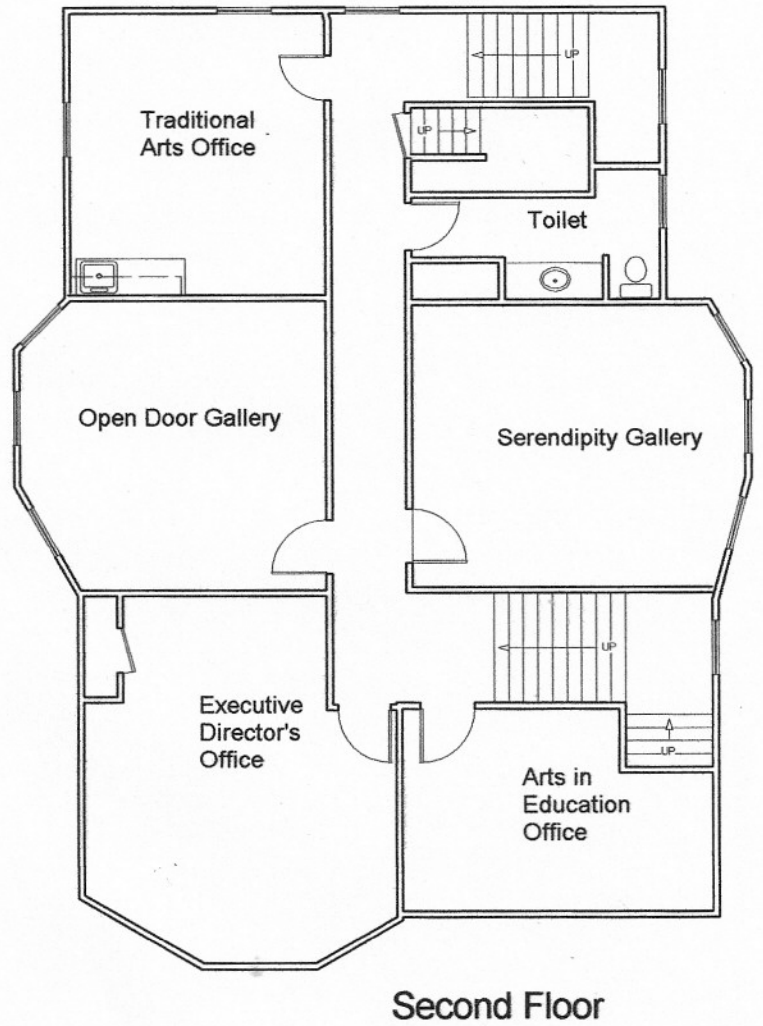 UP
Traditional
Arts Office
UP
Toilet
Open Door Gallery
Serendipity Gallery
UP
Executive
Director's
Office
UP
Arts in
Education
Office
Second Floor